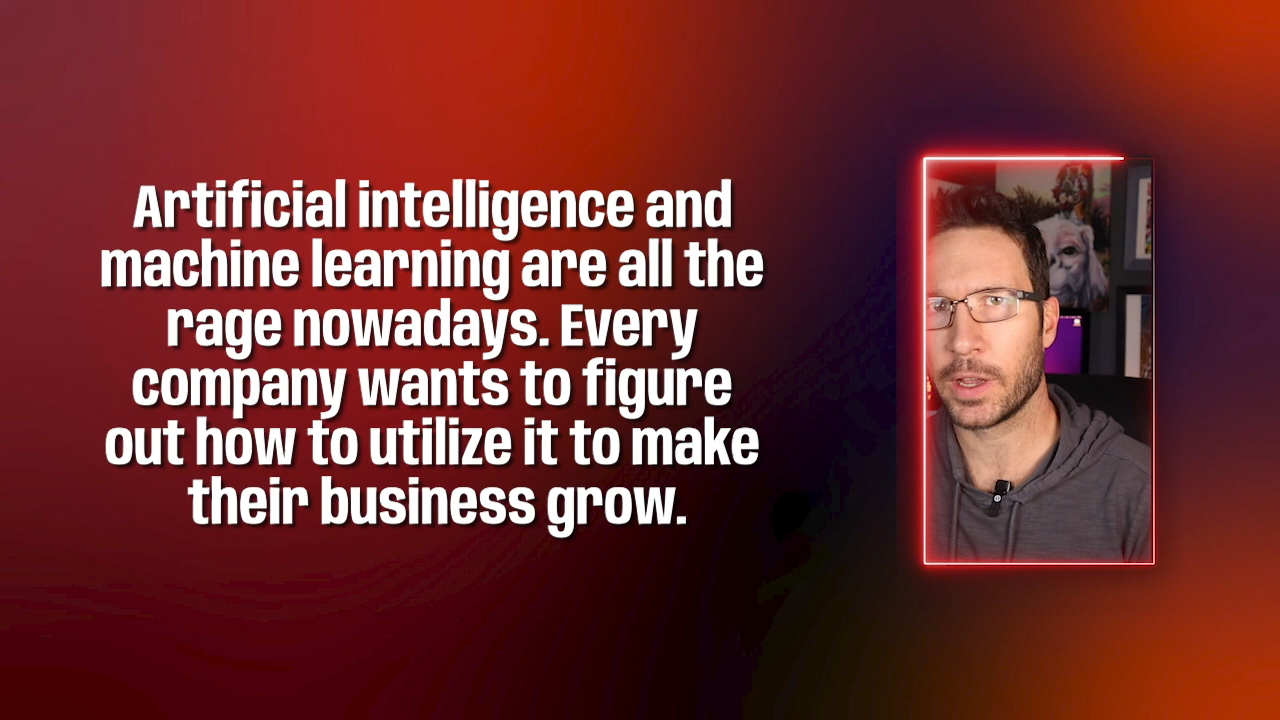 Artificial intelligence and
machine learning are all the
rage nowadays. Every
company wants to figure
out how to utilize it to make
their business grow.